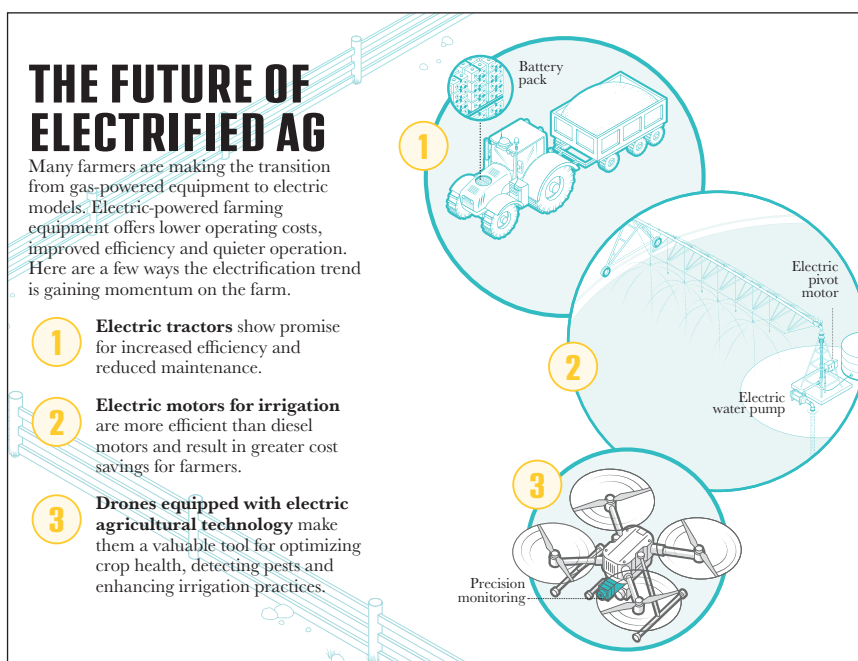 THE FUTURE OF
ELECTRIFIED AG
Many farmers are making the transition
from gas-powered equipment to electric
models. Electric-powered farming
equipment offers lower operating costs,
improved efficiency and quieter operation.
Here are a few ways the electrification trend
is gaining momentum on the farm.
1
Electric tractors show promise
for increased efficiency and
reduced maintenance.
2
Electric motors for irrigation
are more efficient than diesel
motors and result in greater cost
savings for farmers.
3
Drones equipped with electric
agricultural technology make
them a valuable tool for optimizing
crop health, detecting pests and
enhancing irrigation practices.
1
Battery
pack
2
Electric
pivot
motor
Electric
water pump
3
Precision
monitoring